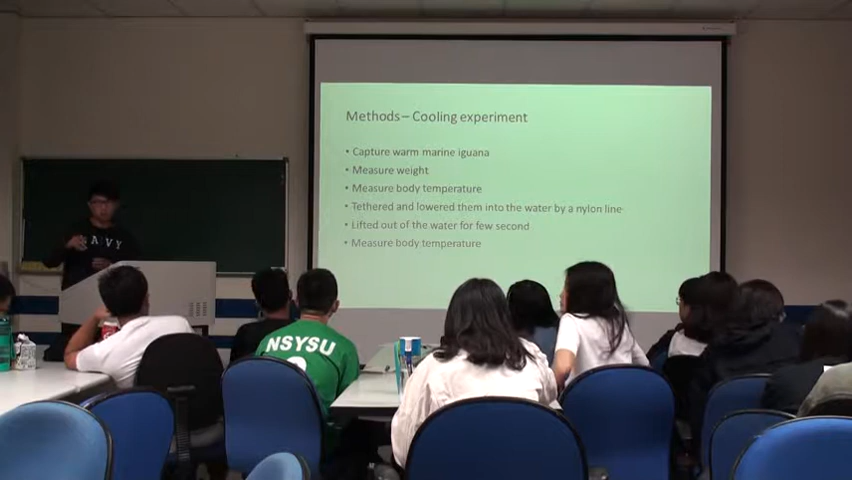 Methods – Cooling experiment
• Capture warm marine iguana
• Measure weight
• Measure body temperature
• Tethered and lowered them into the water by a nylon line
• Lifted out of the water for few second
• Measure body temperature
NAVY
NSYSU